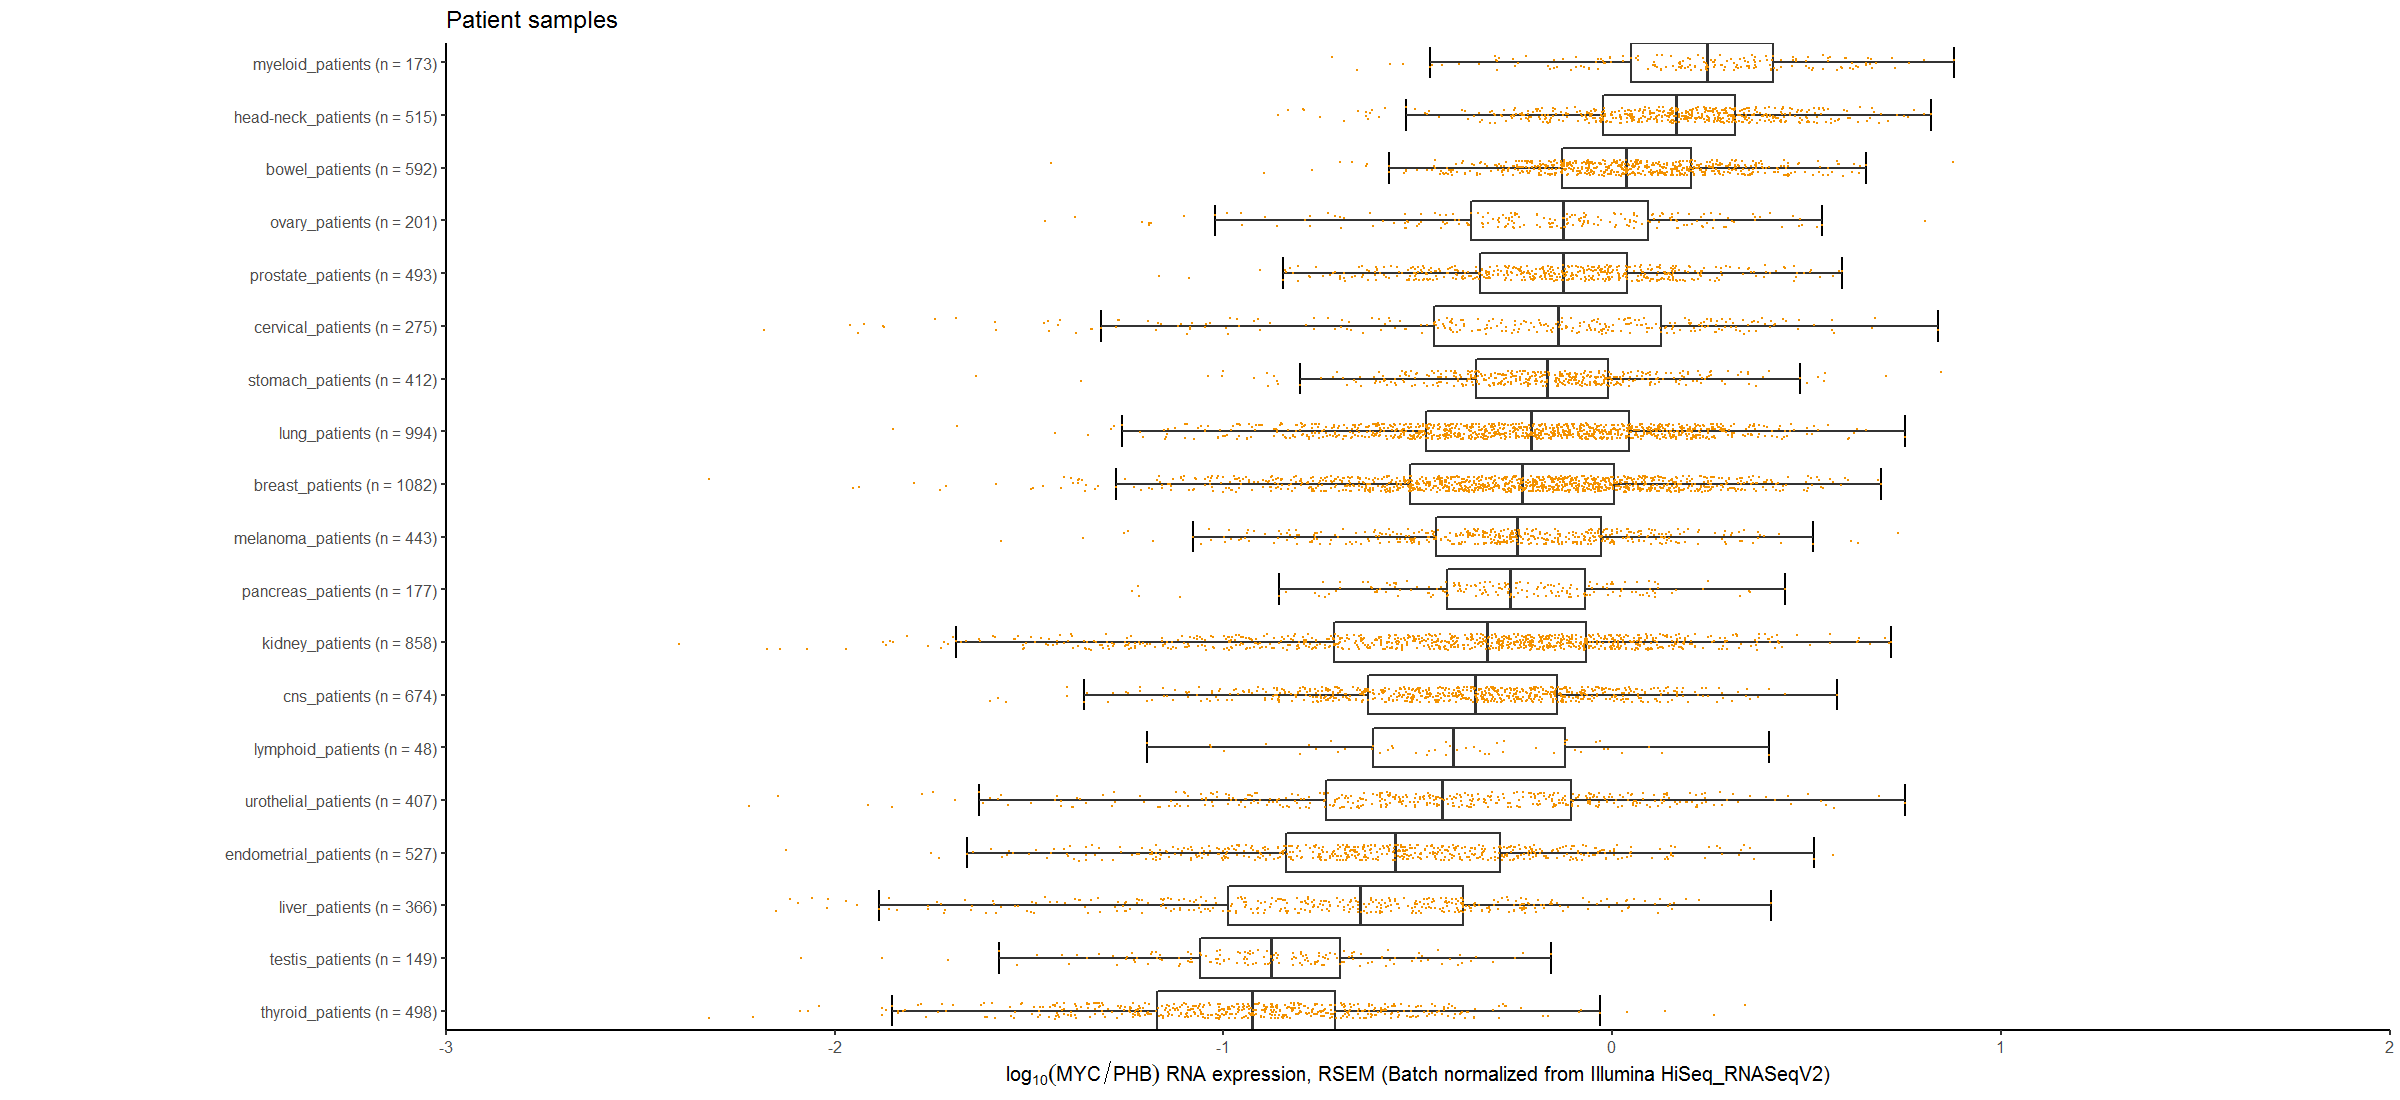 Patient samples
myeloid_patients (n = 173)
head-neck_patients (n = 515)
bowel_patients (n = 592)
ovary_patients (n = 201)
prostate_patients (n = 493)
cervical_patients (n = 275)
stomach_patients (n = 412)
lung_patients (n = 994)
breast_patients (n = 1082)
melanoma_patients (n = 443)
pancreas_patients (n = 177)
kidney_patients (n = 858)
cns_patients (n = 674)
lymphoid_patients (n = 48)
urothelial_patients (n = 407)
endometrial_patients (n = 527)
liver_patients (n = 366)
testis_patients (n = 149)
thyroid_patients (n = 498)
-3 -2 -1 0 1 2
log₁₀(MYC/PHB) RNA expression, RSEM (Batch normalized from Illumina HiSeq_RNASeqV2)